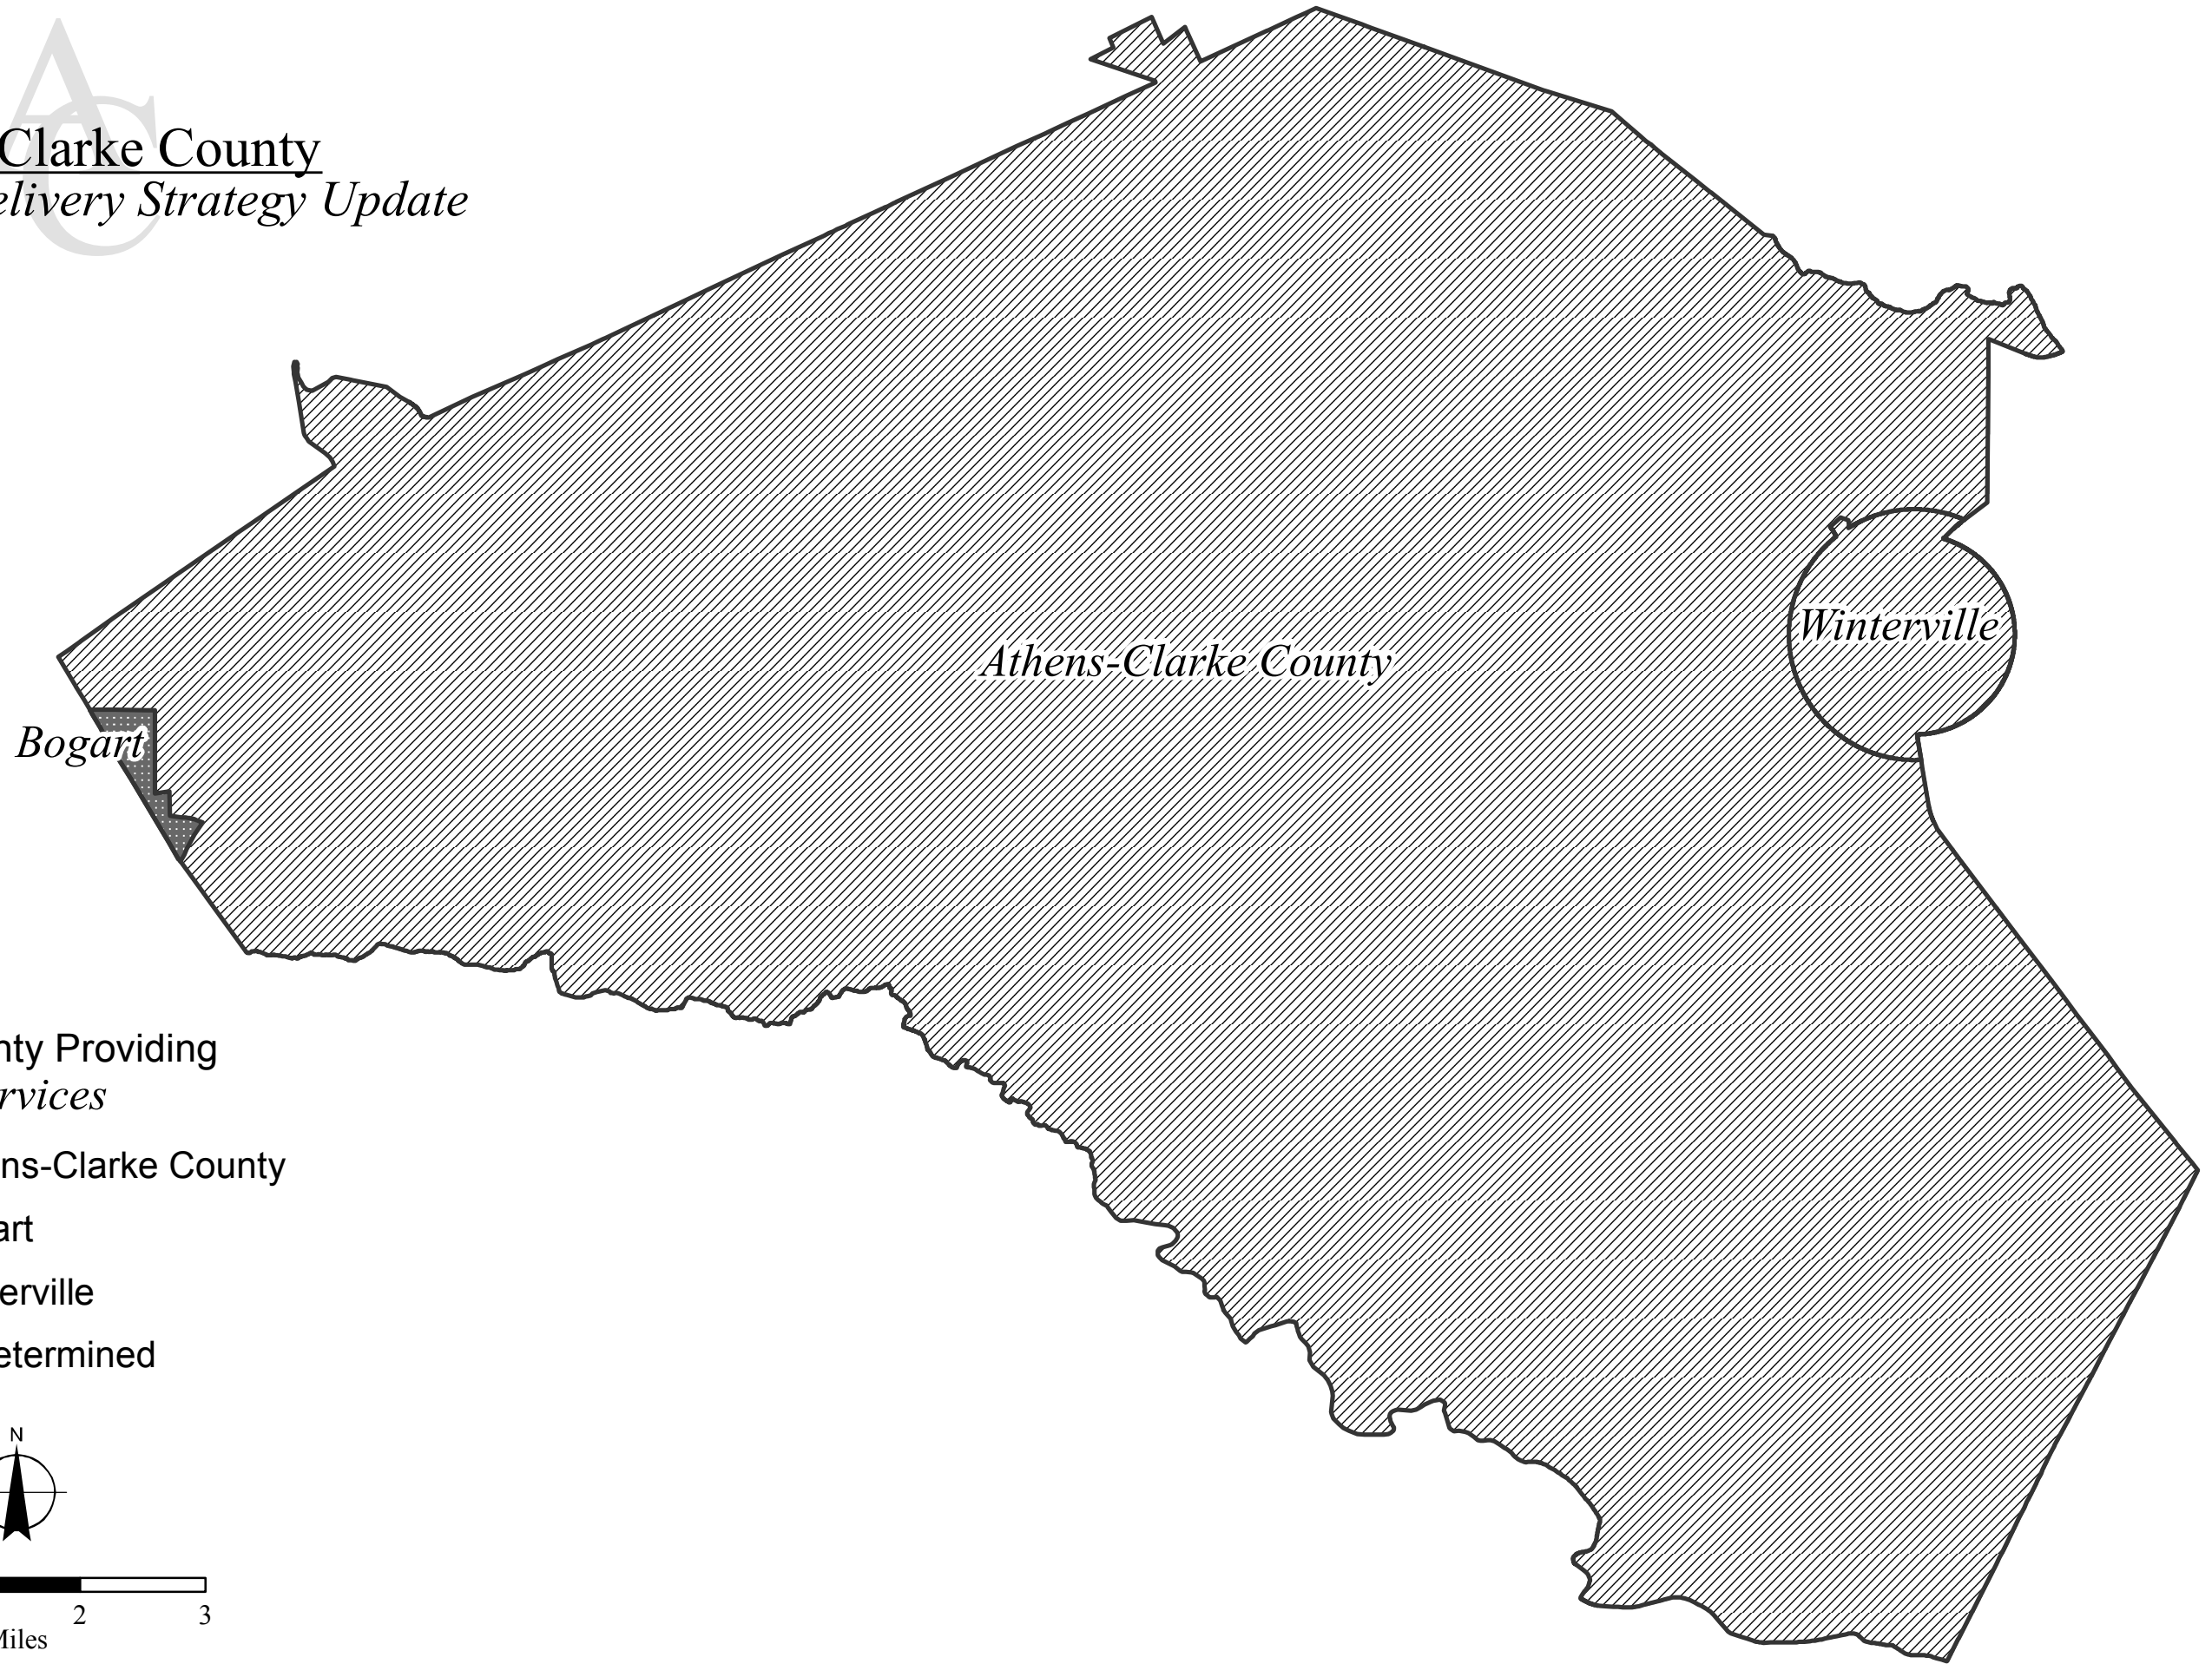 AC
Clarke County
elivery Strategy Update
Athens-Clarke County
Winterville
Bogart
nty Providing
rvices
ns-Clarke County
art
erville
etermined
N
2 3
Miles